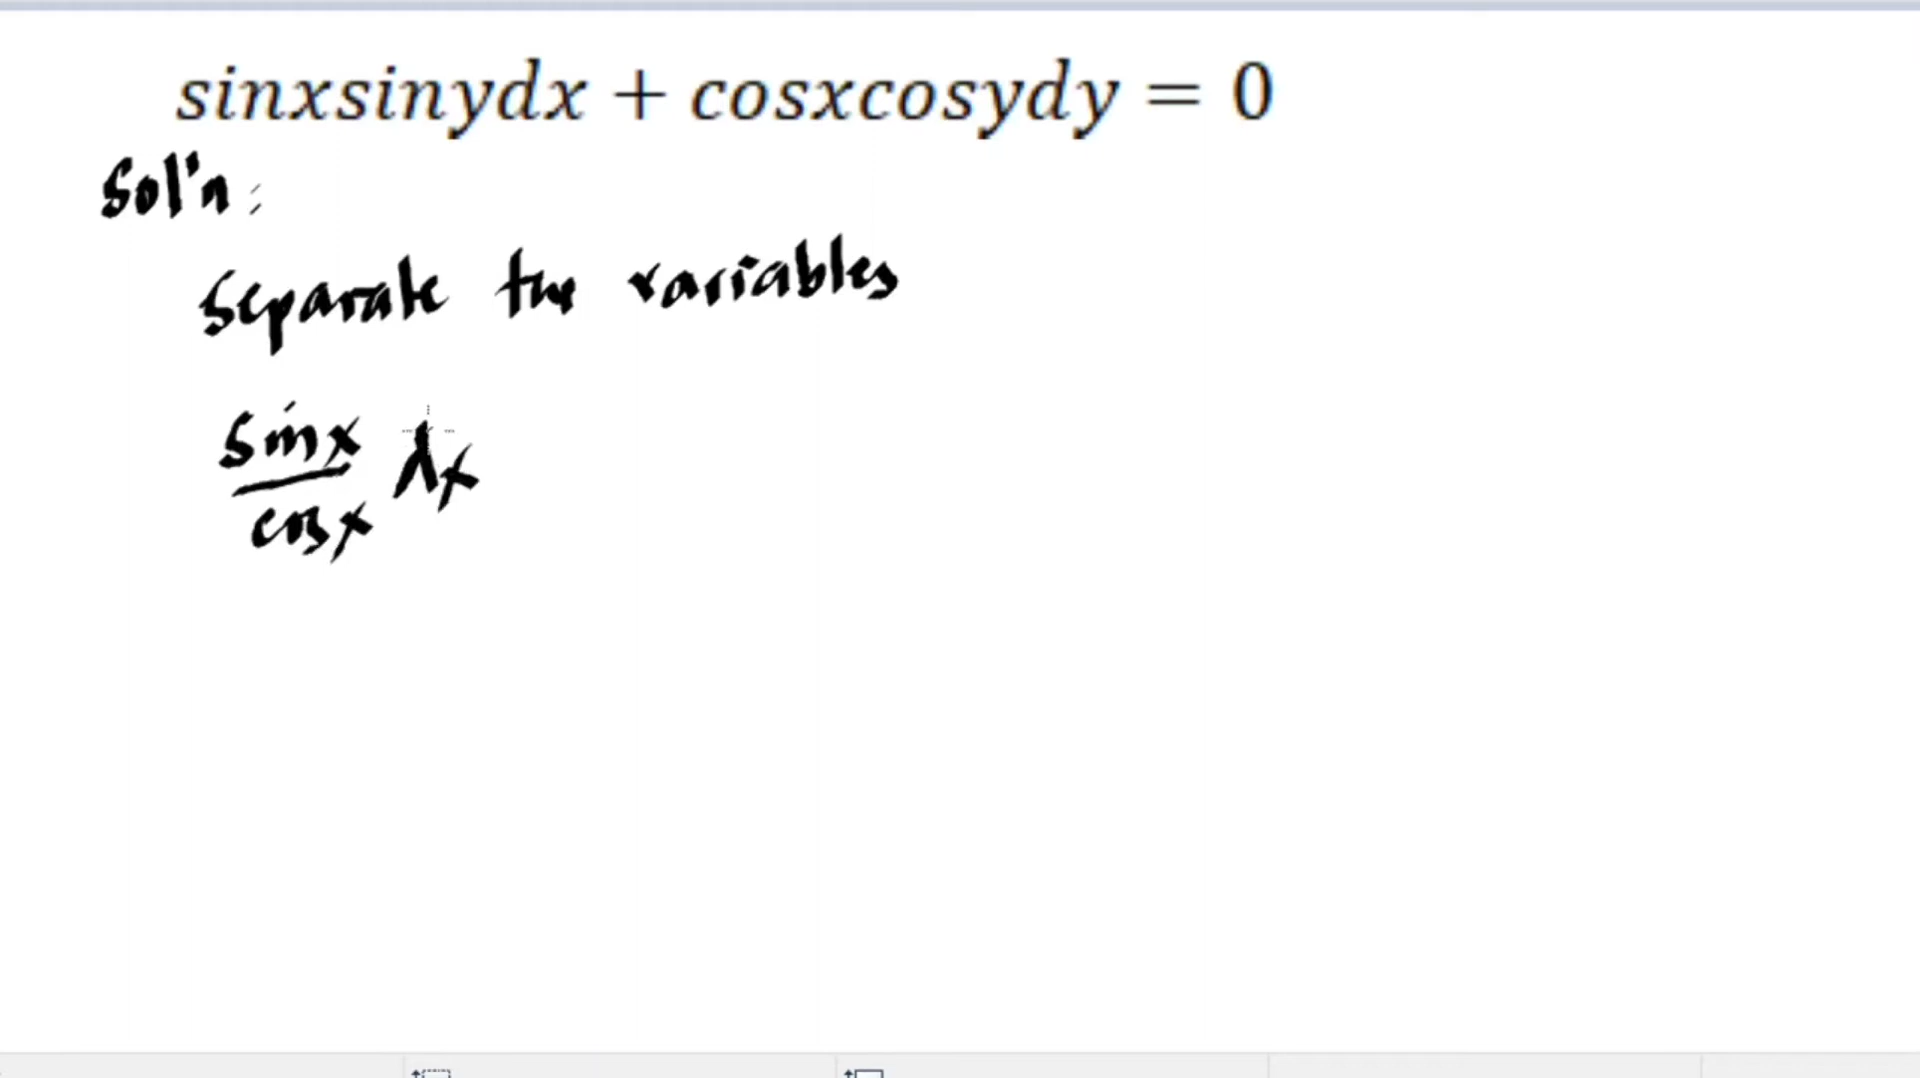 sinxsinydx + cosxcosydy = 0
Sol'n:
Separate the variables
sinx
cosx dx